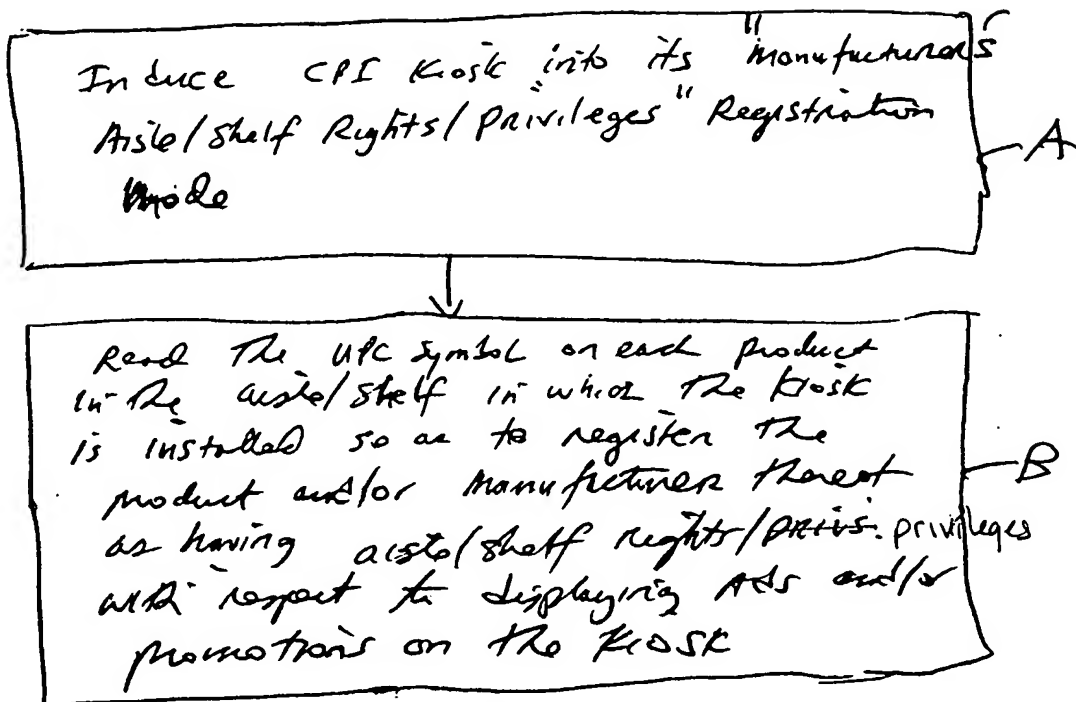 Induce CPI Kiosk into its "Manufacturer's
Aisle/Shelf Rights/Privileges" Registration
Mode
A
Read The UPC Symbol on each product
in the aisle/shelf in which the Kiosk
is installed so as to register the
product and/or Manufacturer thereof
as having aisle/shelf rights/privs. privileges
with respect to displaying Ads and/or
promotions on the Kiosk
B